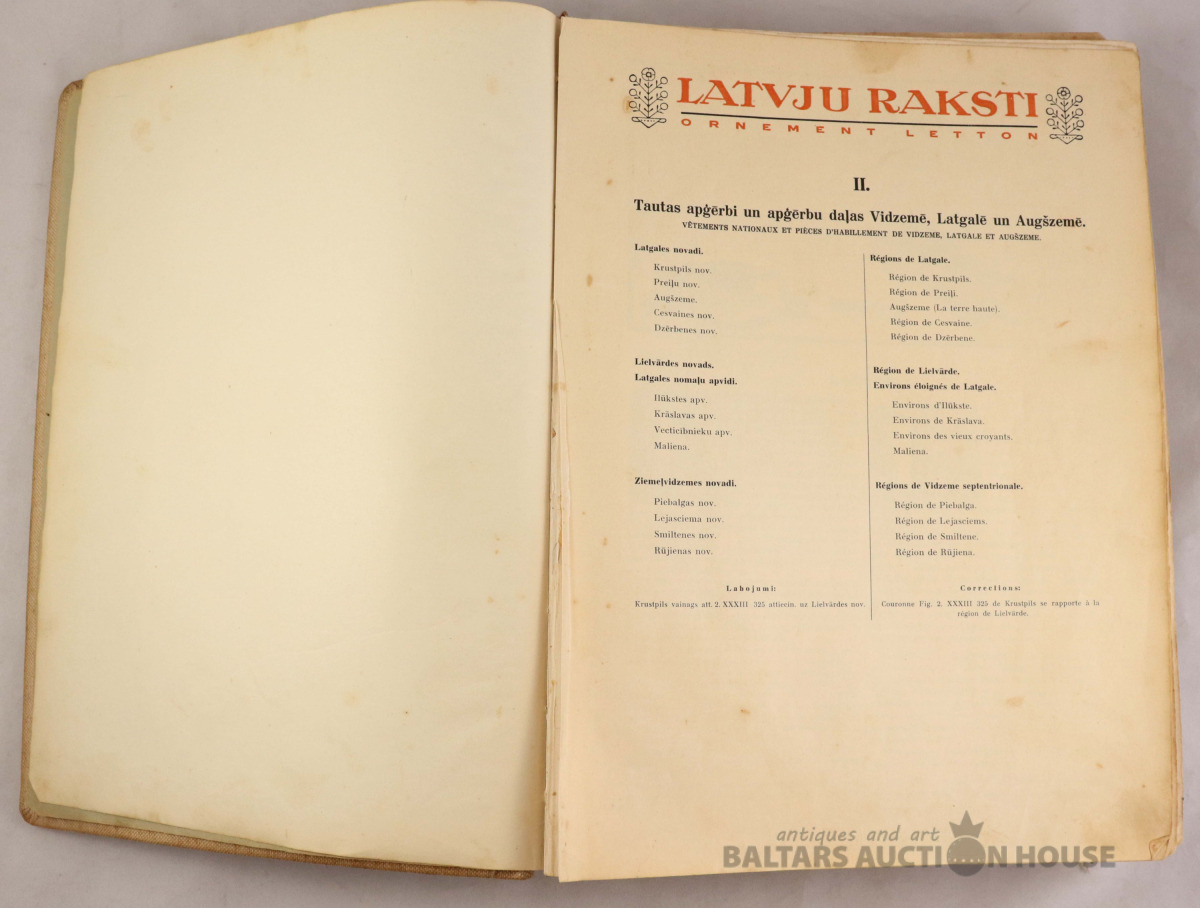 LATVJU RAKSTI
ORNEMENT LETTON
II.
Tautas apģērbi un apģērbu daļas Vidzemē, Latgalē un Augšzemē.
VÊTEMENTS NATIONAUX ET PIÈCES D'HABILLEMENT DE VIDZEME, LATGALE ET AUGŠZEME.
Latgales novadi.
Krustpils nov.
Preiļu nov.
Augšzeme.
Cesvaines nov.
Dzērbenes nov.
Lielvārdes novads.
Latgales nomaļu apvidi.
Ilūkstes apv.
Krāslavas apv.
Vecticībnieku apv.
Maliena.
Ziemeļvidzemes novadi.
Piebalgas nov.
Lejasciema nov.
Smiltenes nov.
Rūjienas nov.
Labojumi:
Krustpils vainags att. 2. XXXIII 325 attiecin. uz Lielvārdes nov.
Régions de Latgale.
Région de Krustpils.
Région de Preiļi.
Augšzeme (La terre haute).
Région de Cesvaine.
Région de Dzērbene.
Région de Lielvārde.
Environs éloignés de Latgale.
Environs d'Ilūkste.
Environs de Krāslava.
Environs des vieux croyants.
Maliena.
Régions de Vidzeme septentrionale.
Région de Piebalga.
Région de Lejasciems.
Région de Smiltene.
Région de Rūjiena.
Corrections:
Couronne Fig. 2. XXXIII 325 de Krustpils se rapporte à la
région de Lielvārde.
antiques and art
BALTARS AUCTION HOUSE